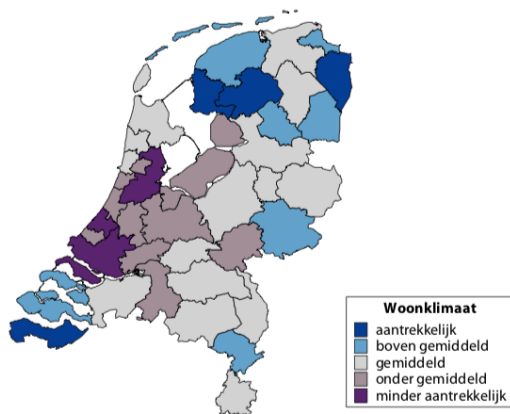 Woonklimaat
aantrekkelijk
boven gemiddeld
gemiddeld
onder gemiddeld
minder aantrekkelijk